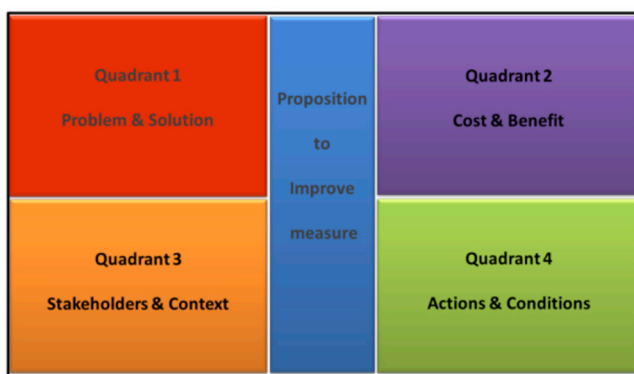 Quadrant 1
Problem & Solution
Proposition
to
Improve
measure
Quadrant 2
Cost & Benefit
Quadrant 3
Stakeholders & Context
Quadrant 4
Actions & Conditions